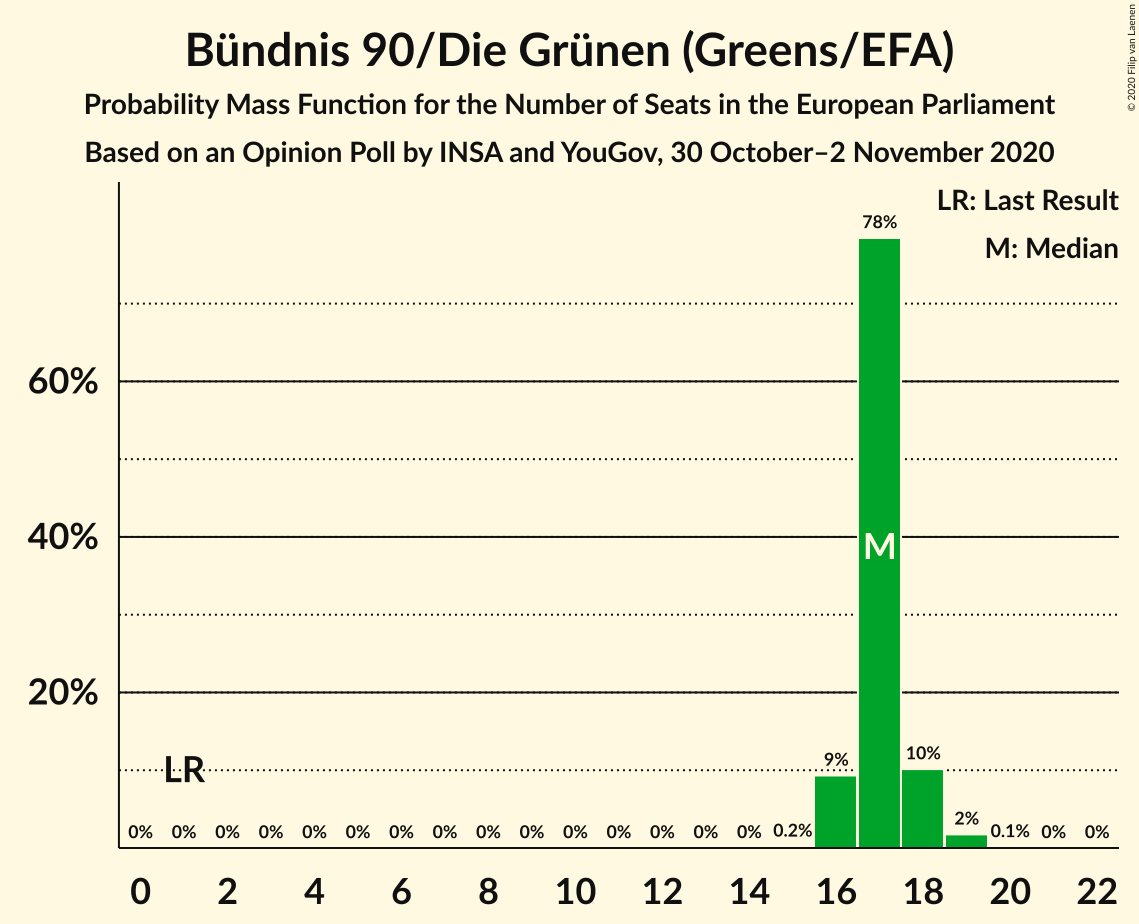 Bündnis 90/Die Grünen (Greens/EFA)
Probability Mass Function for the Number of Seats in the European Parliament
Based on an Opinion Poll by INSA and YouGov, 30 October–2 November 2020
© 2020 Filip van Laenen
LR: Last Result
M: Median
78%
60%
40%
M
20%
LR
9%
10%
0% 0% 0% 0% 0% 0% 0% 0% 0% 0% 0% 0% 0% 0% 0% 0.2% 2% 0.1% 0% 0%
0 2 4 6 8 10 12 14 16 18 20 22